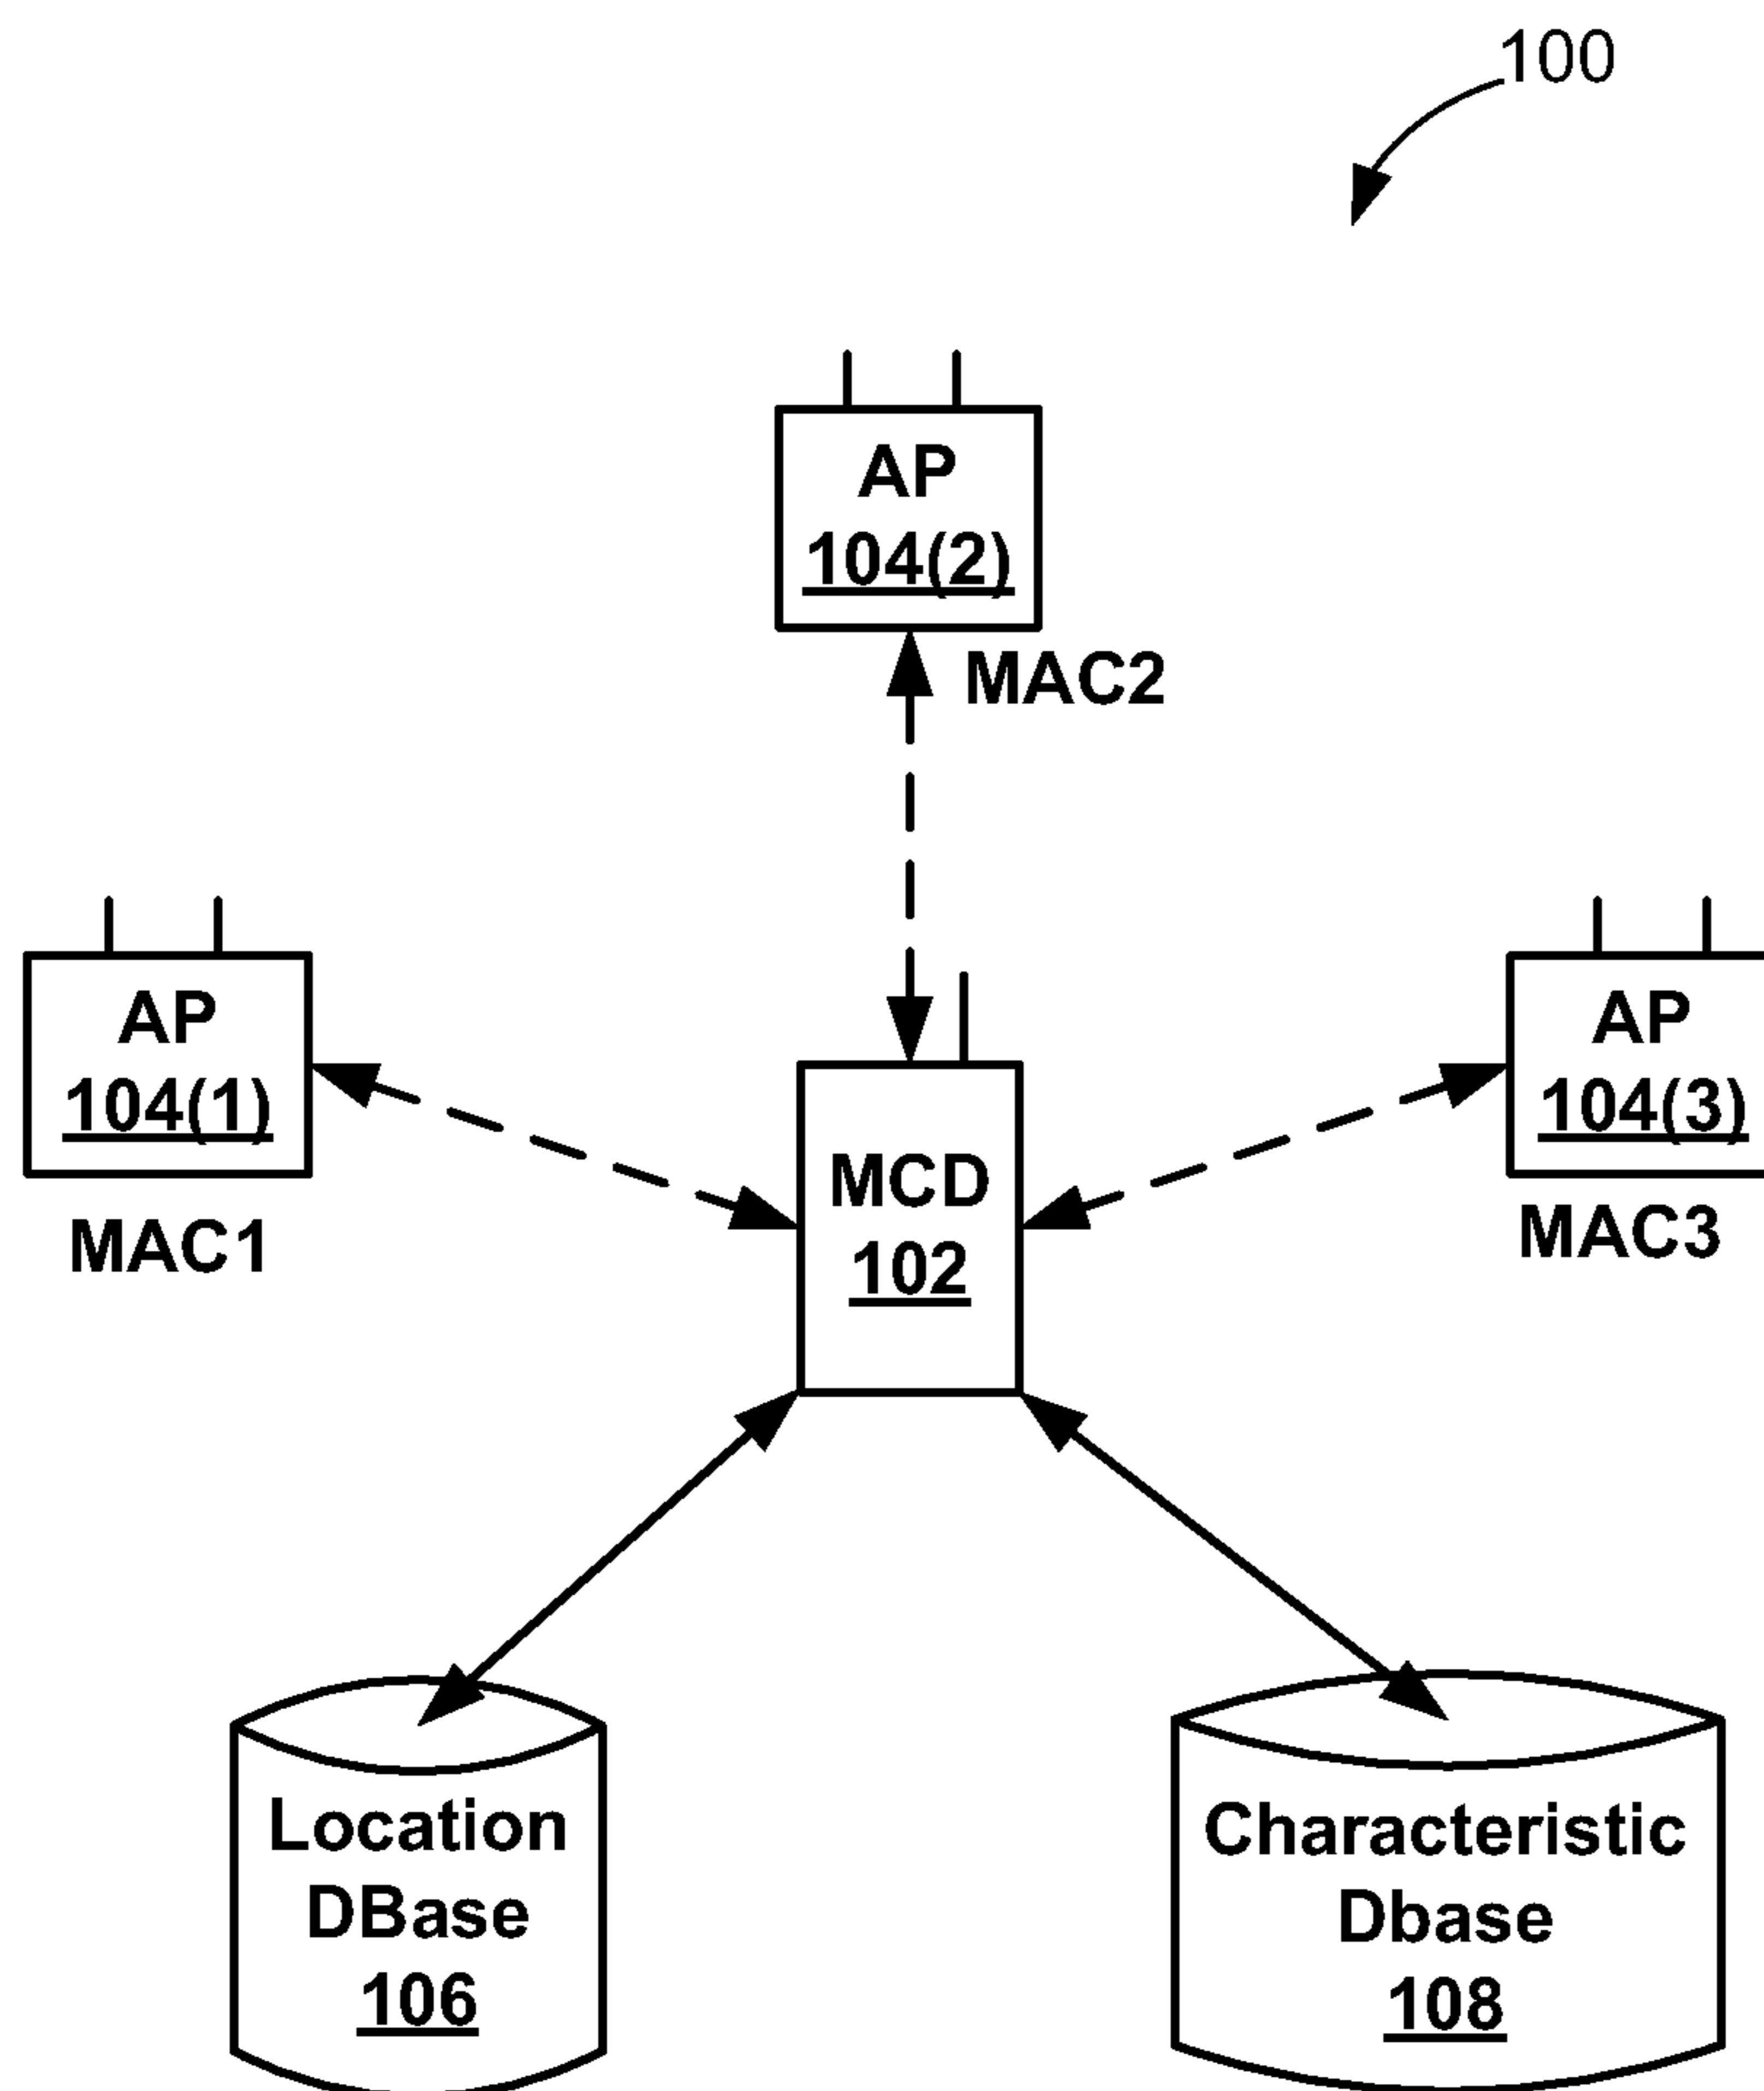 100
AP
104(2)
MAC2
AP
104(1)
MAC1
AP
104(3)
MAC3
MCD
102
Location
DBase
106
Characteristic
Dbase
108